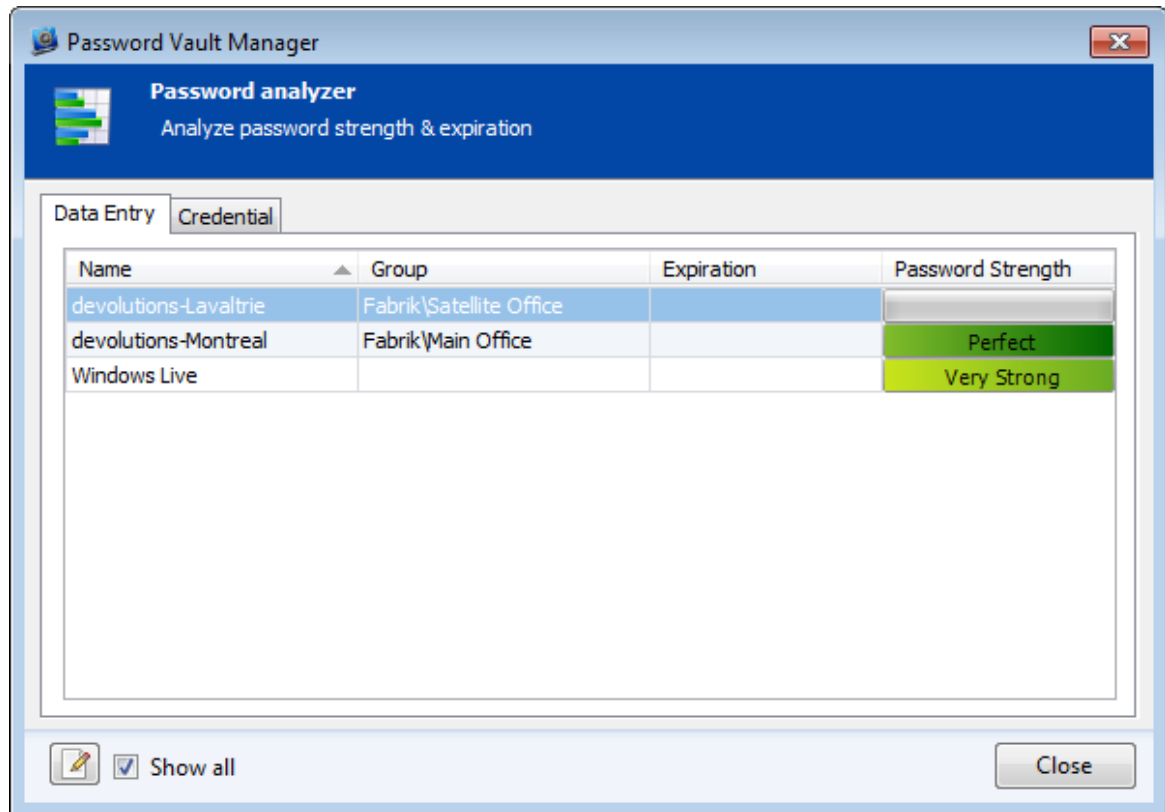 Password Vault Manager
Password analyzer
Analyze password strength & expiration
Data Entry Credential
Name Group Expiration Password Strength
devolutions-Lavaltrie Fabrik\Satellite Office
devolutions-Montreal Fabrik\Main Office Perfect
Windows Live Very Strong
Show all Close